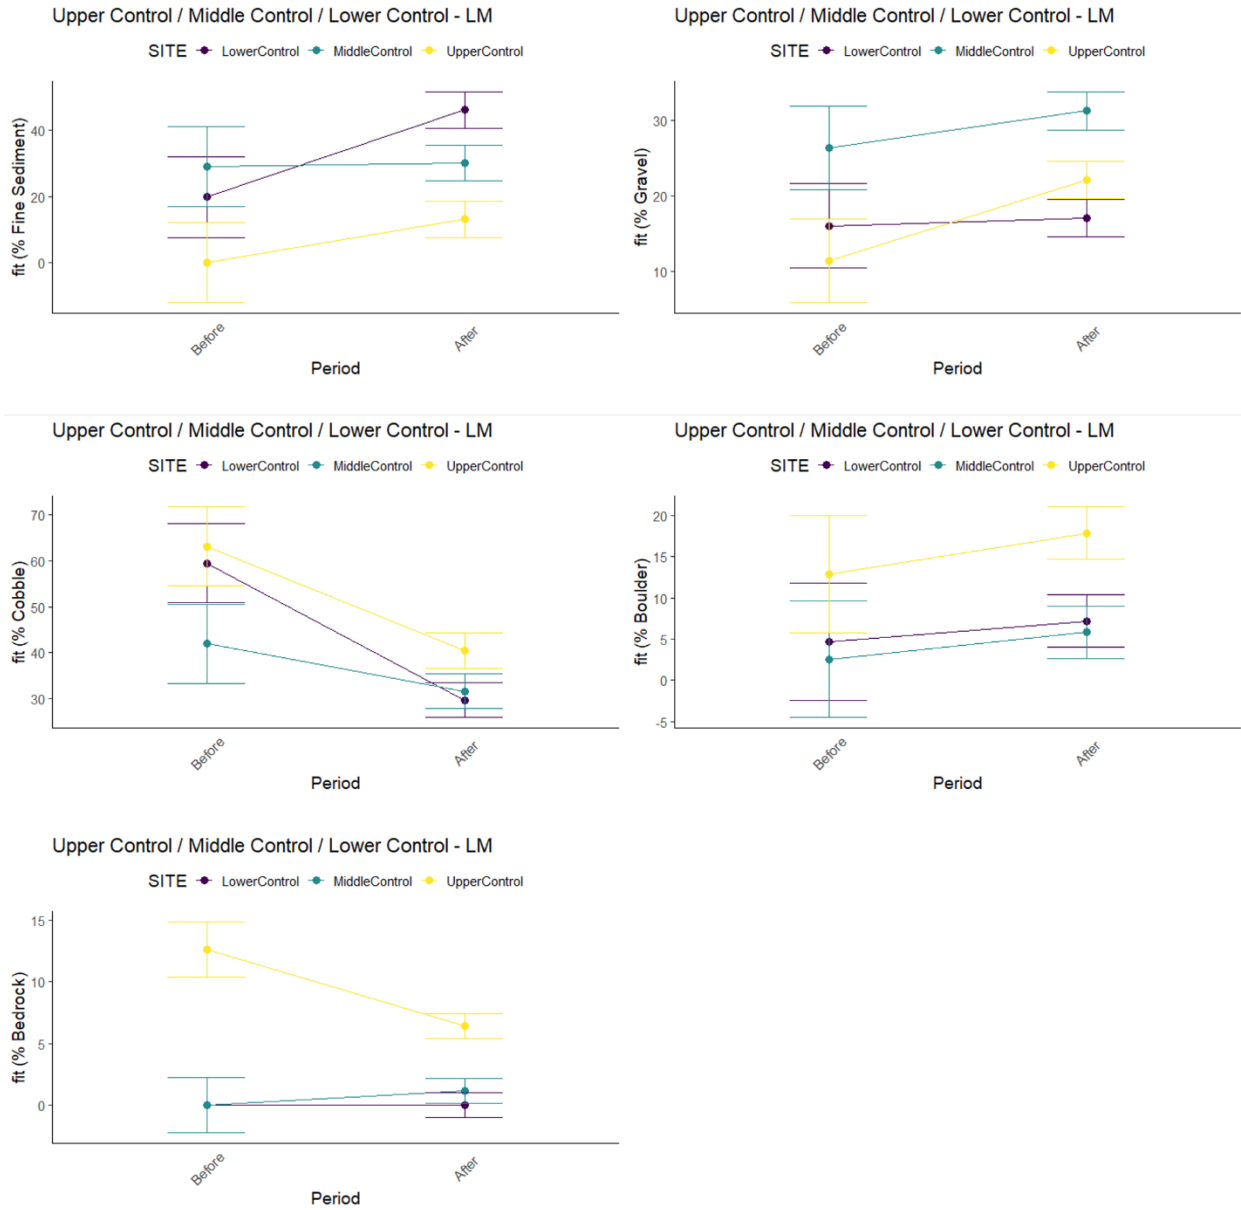 Upper Control / Middle Control / Lower Control - LM
SITE LowerControl MiddleControl UpperControl
fit (% Fine Sediment)
40
20
0
Before
After
Period
Upper Control / Middle Control / Lower Control - LM
SITE LowerControl MiddleControl UpperControl
fit (% Gravel)
30
20
10
Before
After
Period
Upper Control / Middle Control / Lower Control - LM
SITE LowerControl MiddleControl UpperControl
fit (% Cobble)
70
60
50
40
30
Before
After
Period
Upper Control / Middle Control / Lower Control - LM
SITE LowerControl MiddleControl UpperControl
fit (% Boulder)
20
15
10
5
0
-5
Before
After
Period
Upper Control / Middle Control / Lower Control - LM
SITE LowerControl MiddleControl UpperControl
fit (% Bedrock)
15
10
5
0
Before
After
Period